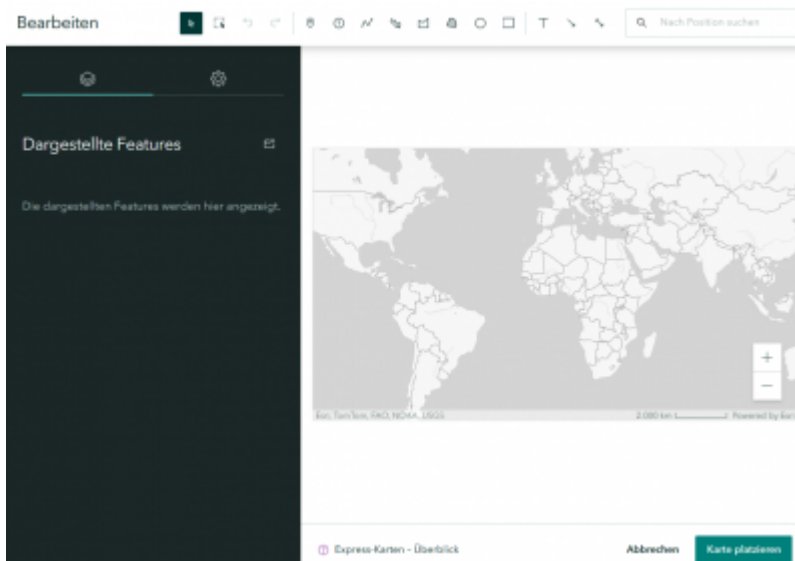 Bearbeiten
Nach Position suchen
Dargestellte Features
Die dargestellten Features werden hier angezeigt.
Esri, TomTom, FAO, NOAA, USGS
2.000 km
Powered by Esri
Express-Karten – Überblick
Abbrechen
Karte platzieren